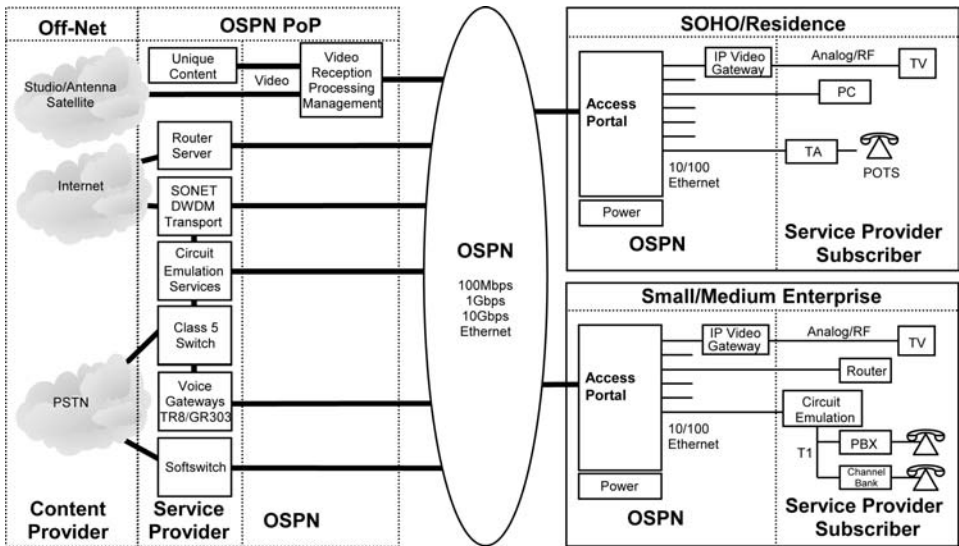 Off-Net
OSPN PoP
Studio/Antenna
Satellite
Unique
Content
Video
Video
Reception
Processing
Management
Internet
Router
Server
SONET
DWDM
Transport
Circuit
Emulation
Services
Class 5
Switch
PSTN
Voice
Gateways
TR8/GR303
Softswitch
Content
Provider
Service
Provider
OSPN
OSPN
100Mbps
1Gbps
10Gbps
Ethernet
SOHO/Residence
Access
Portal
IP Video
Gateway
Analog/RF
TV
PC
TA
POTS
10/100
Ethernet
Power
OSPN
Service Provider
Subscriber
Small/Medium Enterprise
Access
Portal
IP Video
Gateway
Analog/RF
TV
Router
Circuit
Emulation
10/100
Ethernet
T1
PBX
Channel
Bank
Power
OSPN
Service Provider
Subscriber